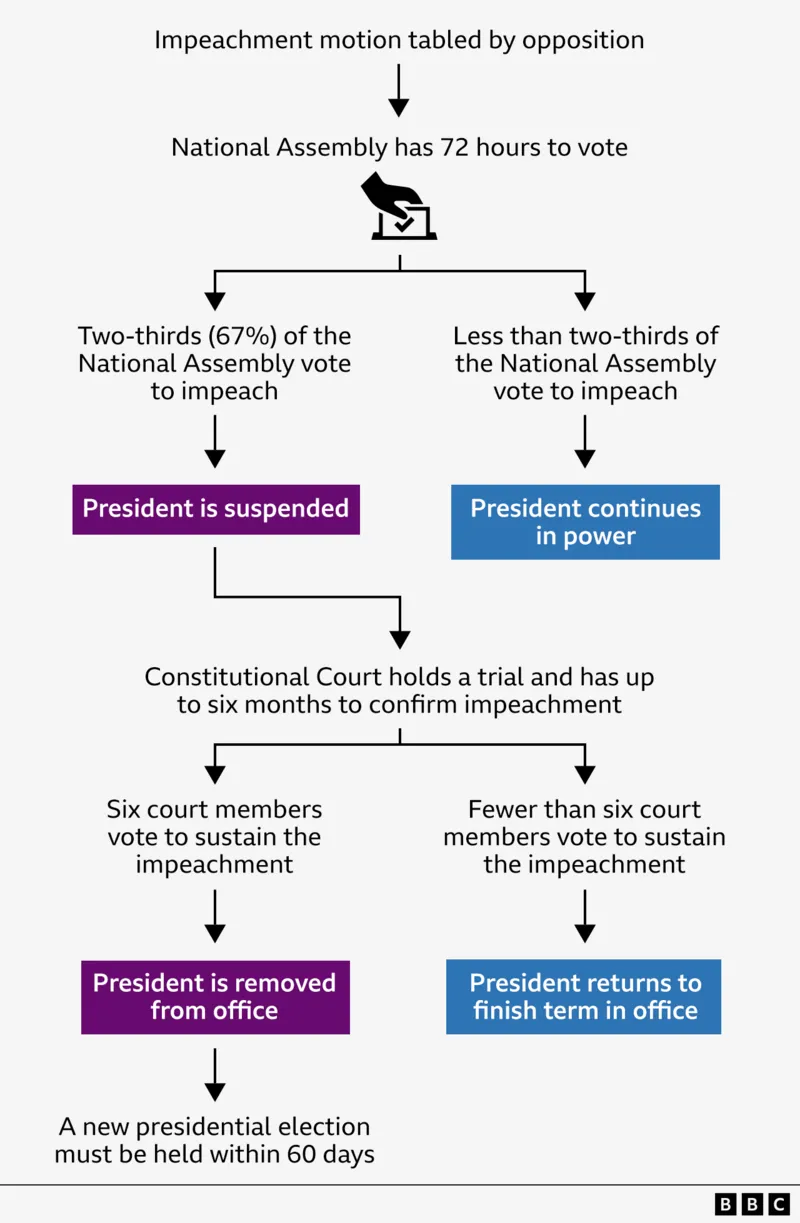 Impeachment motion tabled by opposition
National Assembly has 72 hours to vote
Two-thirds (67%) of the
National Assembly vote
to impeach
Less than two-thirds of
the National Assembly
vote to impeach
President is suspended
President continues
in power
Constitutional Court holds a trial and has up
to six months to confirm impeachment
Six court members
vote to sustain the
impeachment
Fewer than six court
members vote to sustain
the impeachment
President is removed
from office
President returns to
finish term in office
A new presidential election
must be held within 60 days
BBC